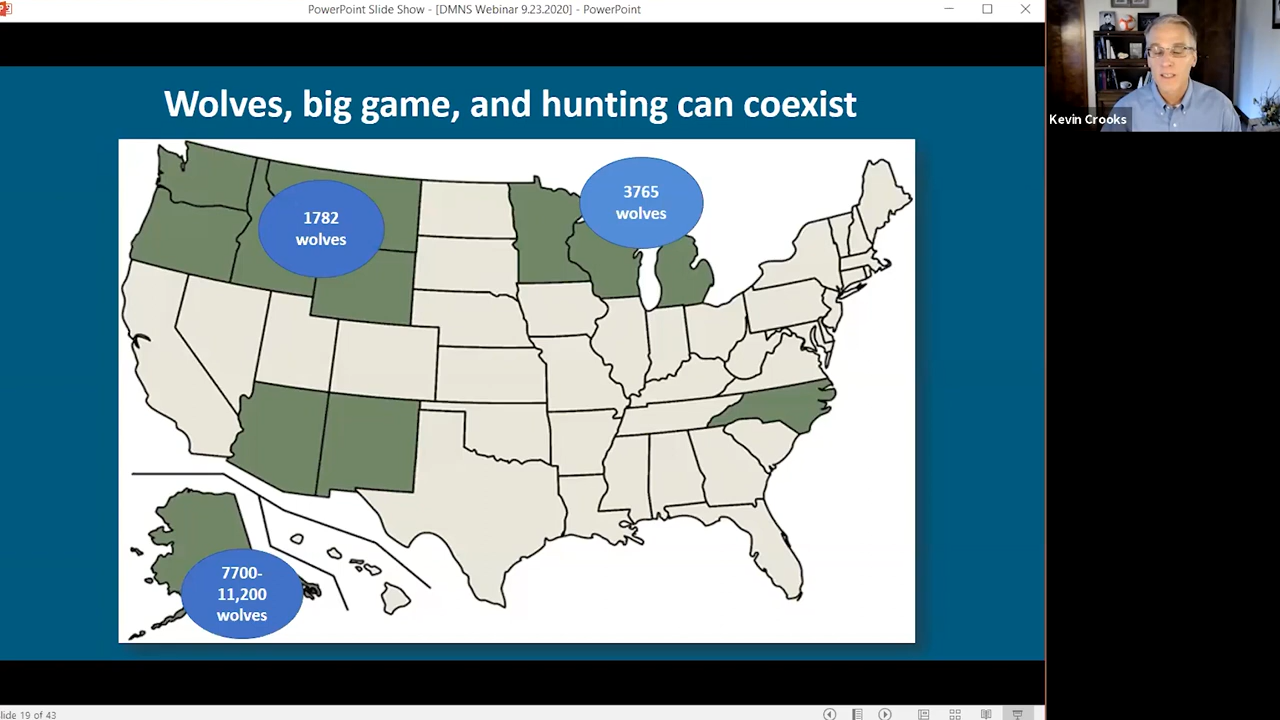 PowerPoint Slide Show - [DMNS Webinar 9.23.2020] - PowerPoint
Wolves, big game, and hunting can coexist
1782
wolves
3765
wolves
7700-
11,200
wolves
Kevin Crooks
lide 19 of 43